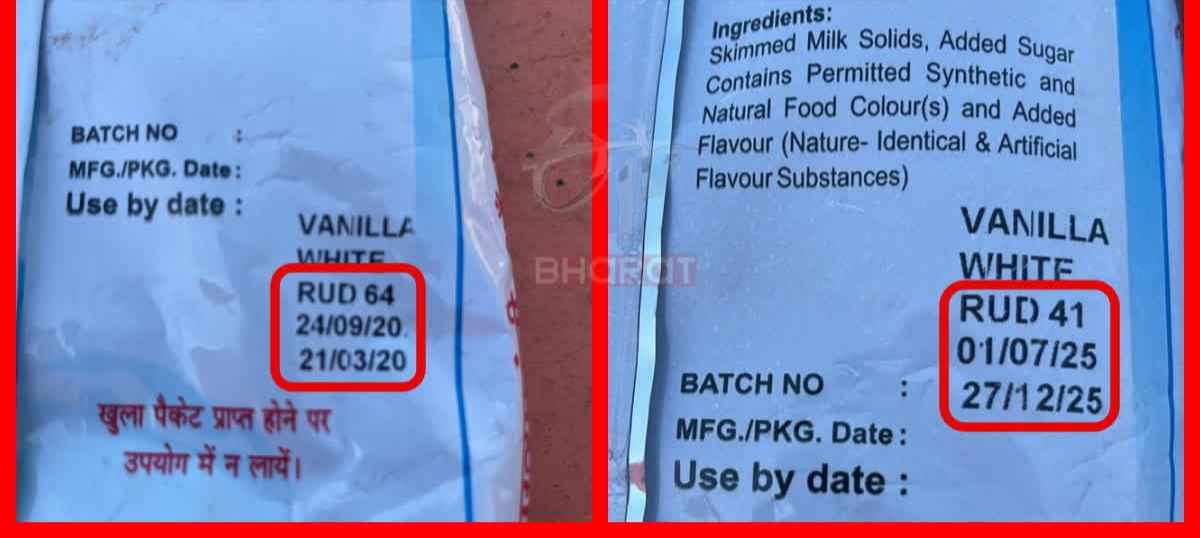 BATCH NO :
MFG./PKG. Date :
Use by date :
VANILLA
WHITE
RUD 64
24/09/20
21/03/20
खुला पैकेट प्राप्त होने पर
उपयोग में न लायें।
BHARAT
Ingredients:
Skimmed Milk Solids, Added Sugar
Contains Permitted Synthetic and
Natural Food Colour(s) and Added
Flavour (Nature- Identical & Artificial
Flavour Substances)
VANILLA
WHITE
RUD 41
01/07/25
27/12/25
BATCH NO :
MFG./PKG. Date :
Use by date :